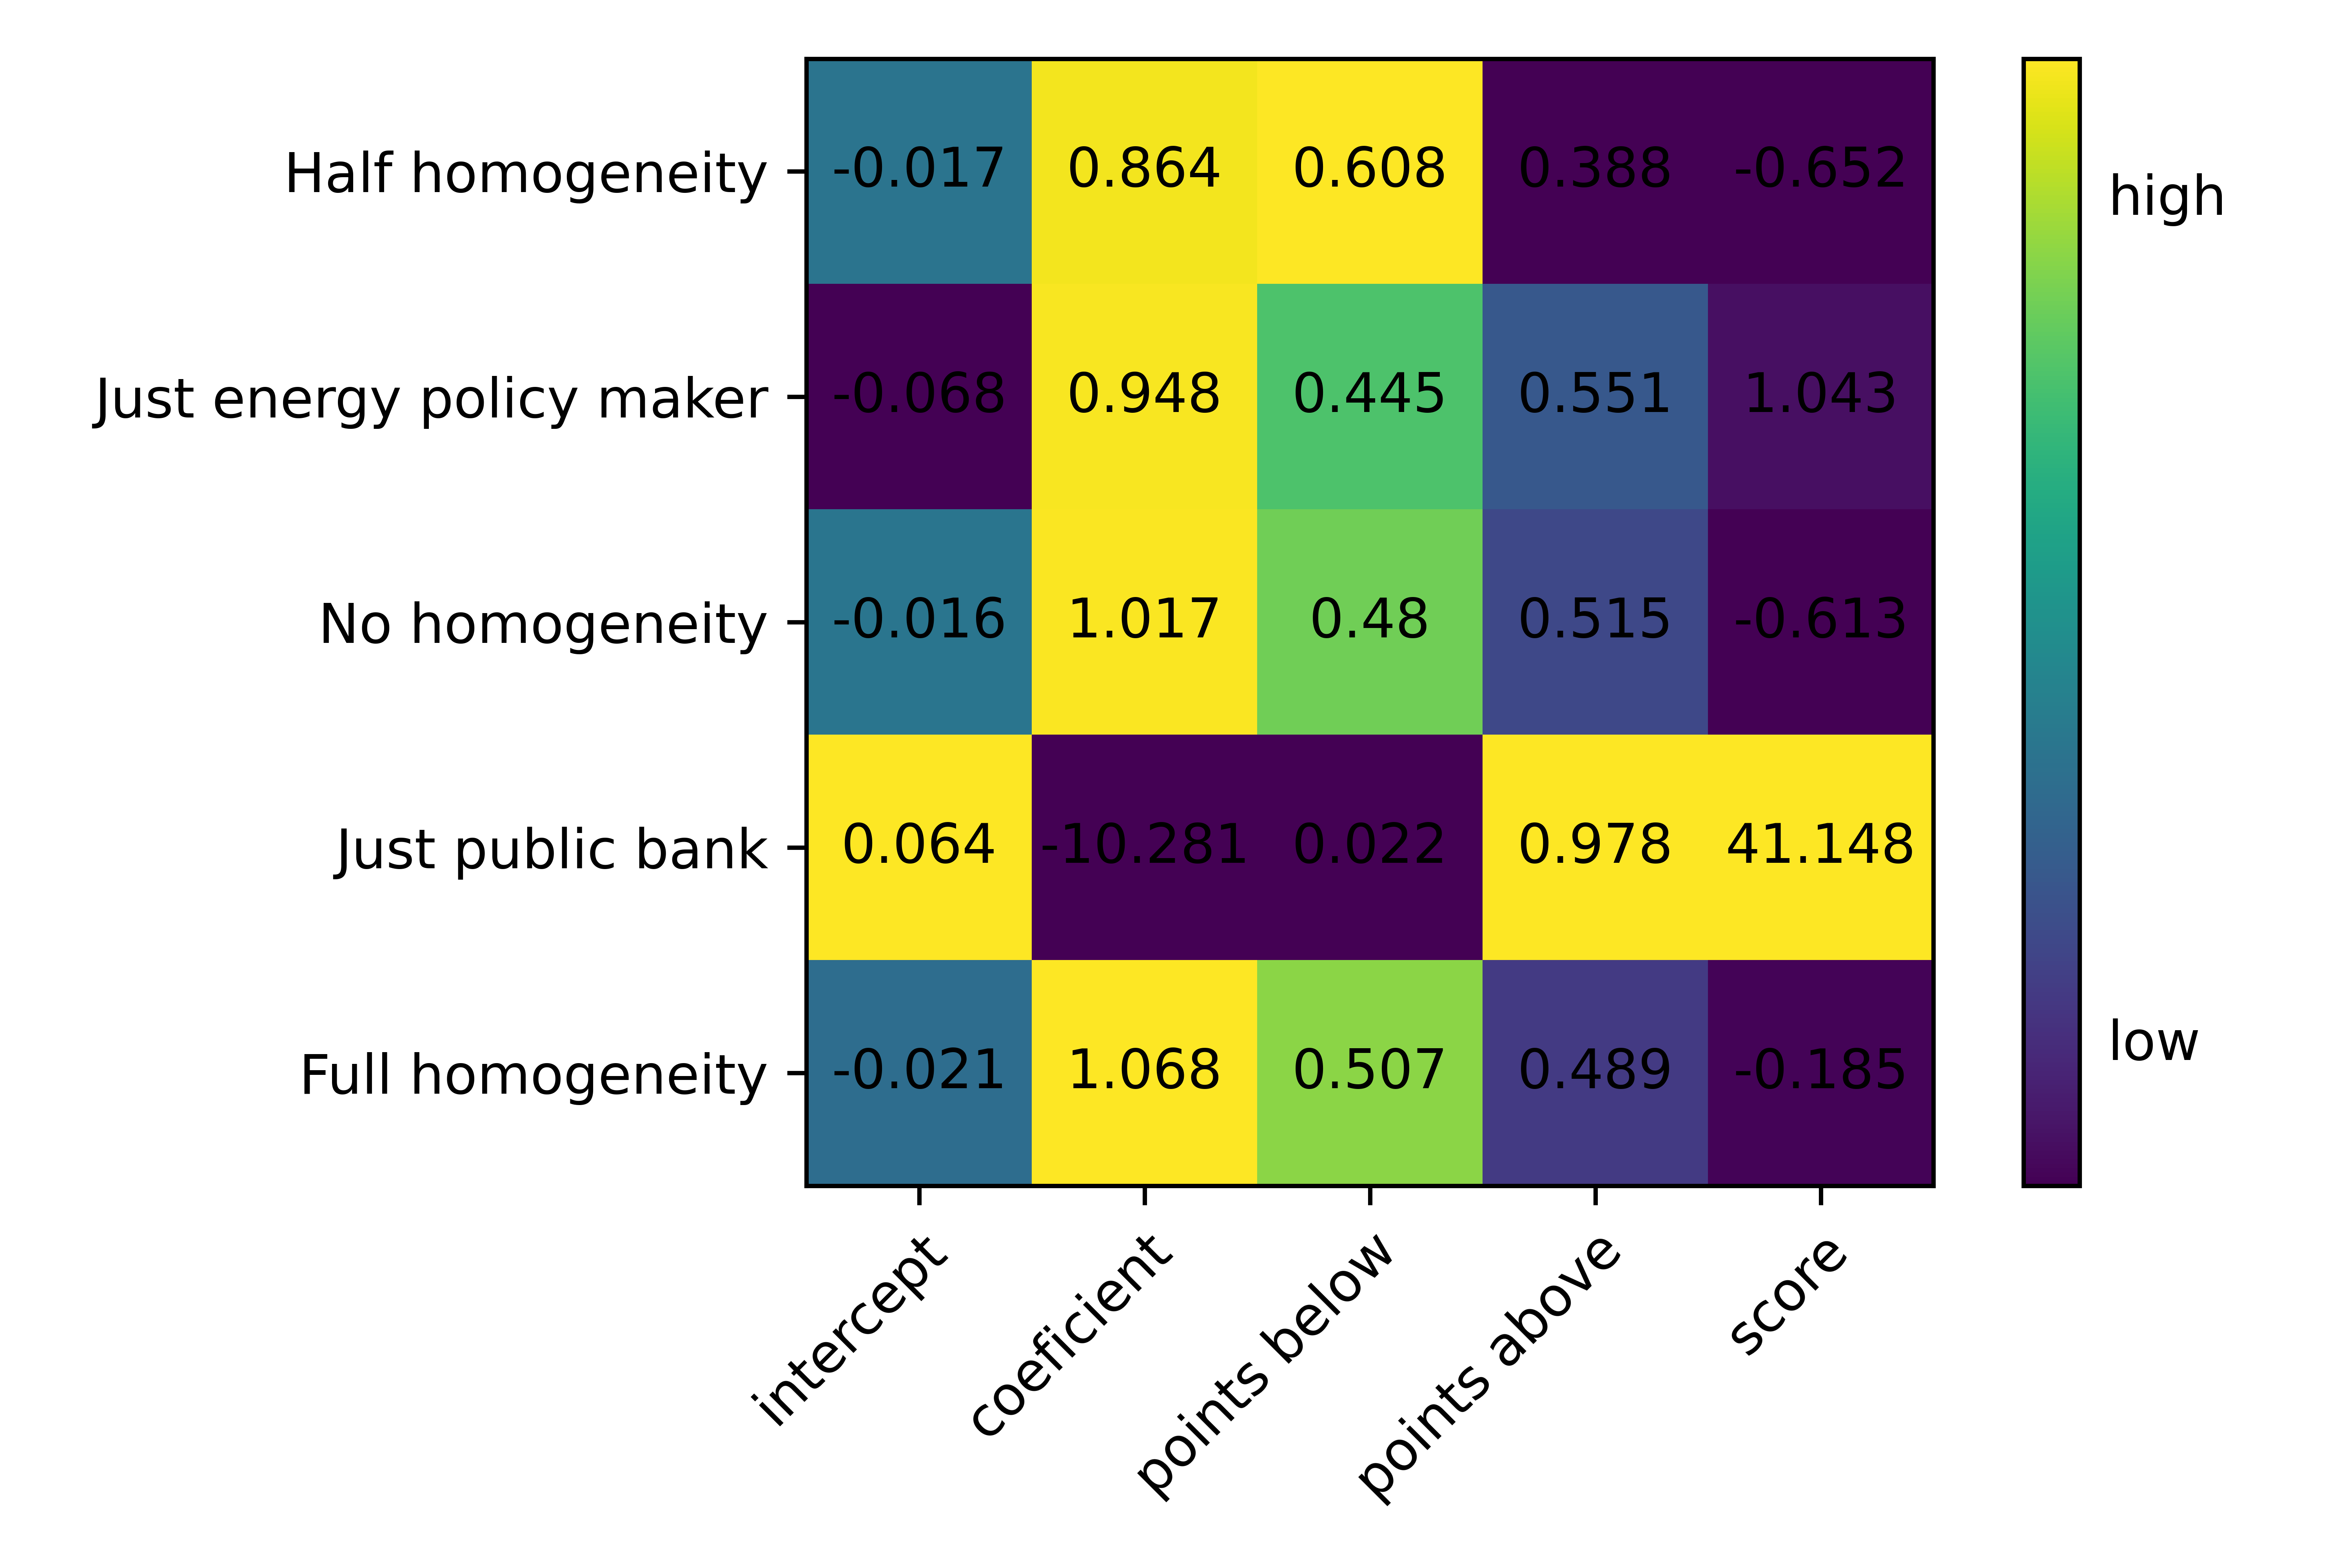 Half homogeneity -0.017 0.864 0.608 0.388 -0.652
Just energy policy maker -0.068 0.948 0.445 0.551 1.043
No homogeneity -0.016 1.017 0.48 0.515 -0.613
Just public bank 0.064 -10.281 0.022 0.978 41.148
Full homogeneity -0.021 1.068 0.507 0.489 -0.185
intercept coeficient points below points above score
high
low